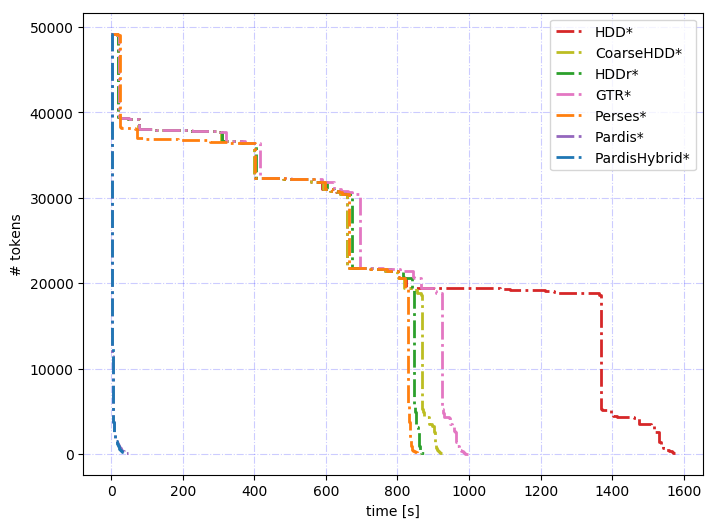 50000
40000
30000
20000
10000
0
# tokens
0 200 400 600 800 1000 1200 1400 1600
time [s]
HDD*
CoarseHDD*
HDDr*
GTR*
Perses*
Pardis*
PardisHybrid*